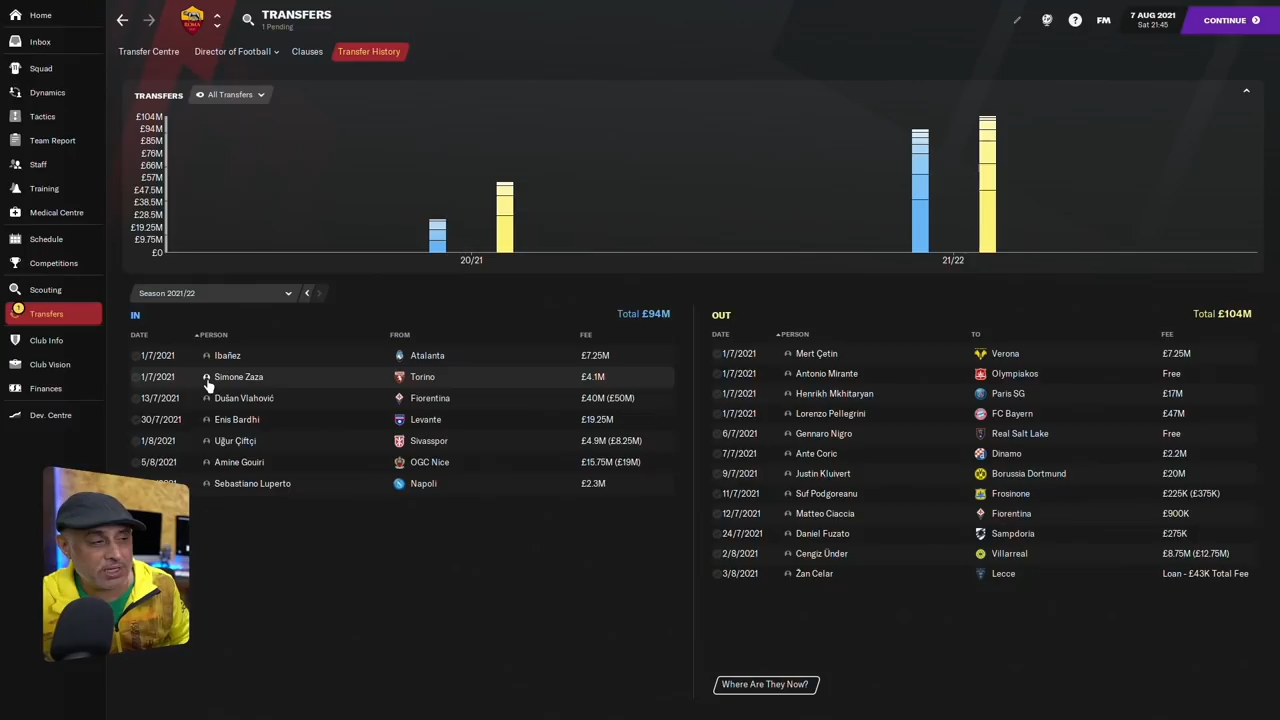 Home
Inbox
Squad
Dynamics
Tactics
Team Report
Staff
Training
Medical Centre
Schedule
Competitions
Scouting
1
Transfers
Club Info
Club Vision
Finances
Dev. Centre
ROMA
TRANSFERS
1 Pending
?
FM
7 AUG 2021
Sat 21:45
CONTINUE
Transfer Centre
Director of Football
Clauses
Transfer History
TRANSFERS
All Transfers
£104M
£94M
£85M
£76M
£66M
£57M
£47.5M
£38.5M
£28.5M
£19.25M
£9.75M
£0
20/21
21/22
Season 2021/22
IN
Total £94M
DATE PERSON FROM FEE
1/7/2021 Ibañez Atalanta £7.25M
1/7/2021 Simone Zaza Torino £4.1M
13/7/2021 Dušan Vlahović Fiorentina £40M (£50M)
30/7/2021 Enis Bardhi Levante £19.25M
1/8/2021 Uğur Çiftçi Sivasspor £4.9M (£8.25M)
5/8/2021 Amine Gouiri OGC Nice £15.75M (£19M)
Sebastiano Luperto Napoli £2.3M
OUT
Total £104M
DATE PERSON TO FEE
1/7/2021 Mert Çetin Verona £7.25M
1/7/2021 Antonio Mirante Olympiakos Free
1/7/2021 Henrikh Mkhitaryan Paris SG £17M
1/7/2021 Lorenzo Pellegrini FC Bayern £47M
6/7/2021 Gennaro Nigro Real Salt Lake Free
7/7/2021 Ante Coric Dinamo £2.2M
9/7/2021 Justin Kluivert Borussia Dortmund £20M
11/7/2021 Suf Podgoreanu Frosinone £225K (£375K)
12/7/2021 Matteo Ciaccia Fiorentina £900K
24/7/2021 Daniel Fuzato Sampdoria £275K
2/8/2021 Cengiz Ünder Villarreal £8.75M (£12.75M)
3/8/2021 Žan Celar Lecce Loan - £43K Total Fee
Where Are They Now?